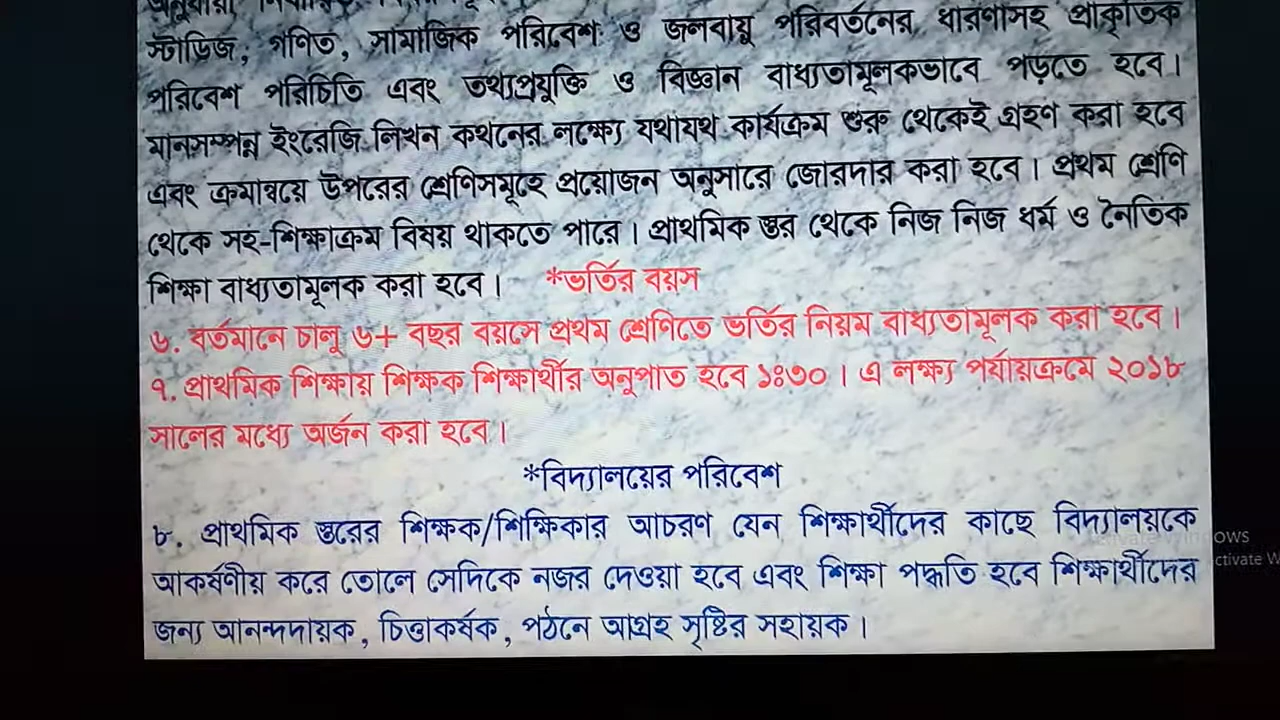 স্টাডিজ, গণিত, সামাজিক পরিবেশ ও জলবায়ু পরিবর্তনের ধারণাসহ প্রাকৃতিক
পরিবেশ পরিচিতি এবং তথ্যপ্রযুক্তি ও বিজ্ঞান বাধ্যতামূলকভাবে পড়তে হবে।
মানসম্পন্ন ইংরেজি লিখন কথনের লক্ষ্যে যথাযথ কার্যক্রম শুরু থেকেই গ্রহণ করা হবে
এবং ক্রমান্বয়ে উপরের শ্রেণিসমূহে প্রয়োজন অনুসারে জোরদার করা হবে। প্রথম শ্রেণি
থেকে সহ-শিক্ষাক্রম বিষয় থাকতে পারে। প্রাথমিক স্তর থেকে নিজ নিজ ধর্ম ও নৈতিক
শিক্ষা বাধ্যতামূলক করা হবে। *ভর্তির বয়স
৬. বর্তমানে চালু ৬+ বছর বয়সে প্রথম শ্রেণিতে ভর্তির নিয়ম বাধ্যতামূলক করা হবে।
৭. প্রাথমিক শিক্ষায় শিক্ষক শিক্ষার্থীর অনুপাত হবে ১ঃ৩০। এ লক্ষ্য পর্যায়ক্রমে ২০১৮
সালের মধ্যে অর্জন করা হবে।
*বিদ্যালয়ের পরিবেশ
৮. প্রাথমিক স্তরের শিক্ষক/শিক্ষিকার আচরণ যেন শিক্ষার্থীদের কাছে বিদ্যালয়কে
আকর্ষণীয় করে তোলে সেদিকে নজর দেওয়া হবে এবং শিক্ষা পদ্ধতি হবে শিক্ষার্থীদের
জন্য আনন্দদায়ক, চিত্তাকর্ষক, পঠনে আগ্রহ সৃষ্টির সহায়ক।